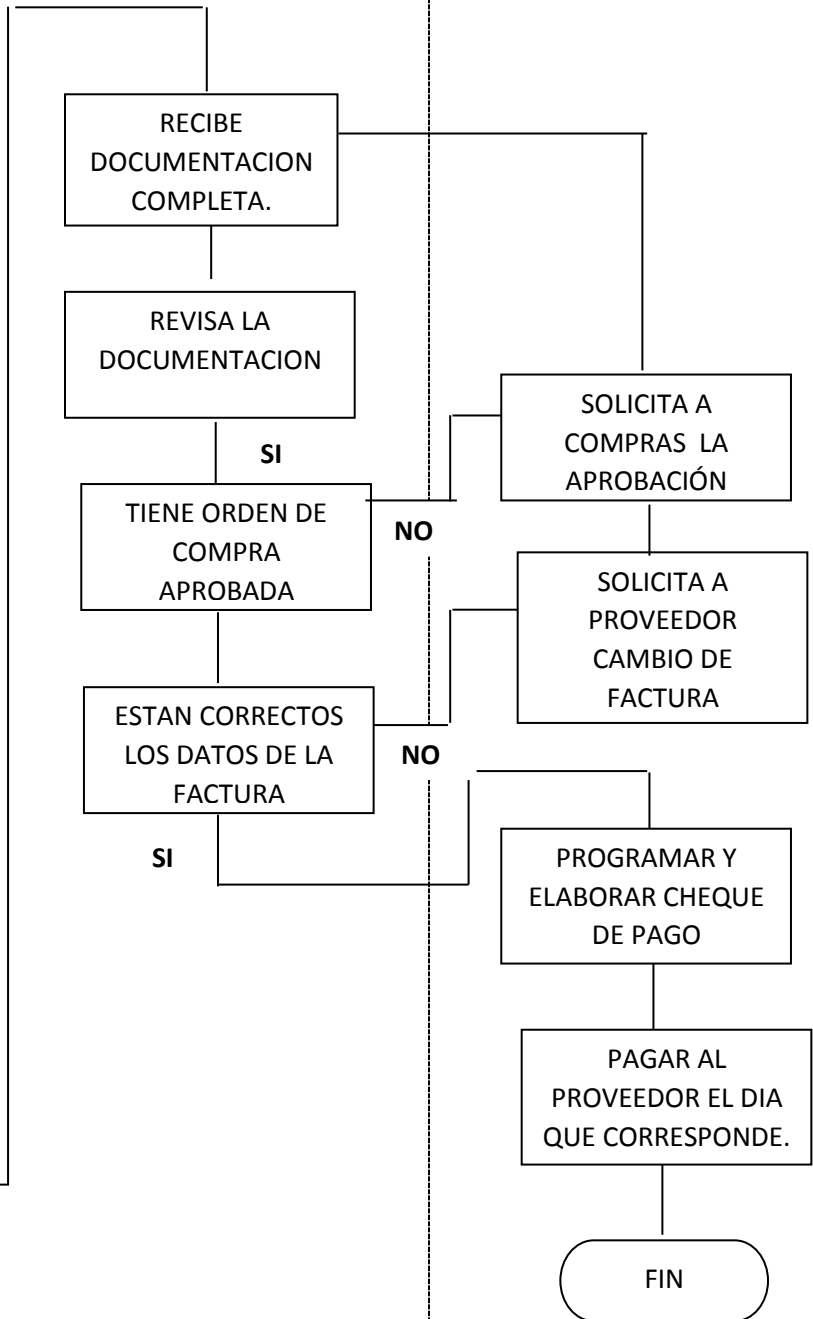 RECIBE
DOCUMENTACION
COMPLETA.
REVISA LA
DOCUMENTACION
SI
SOLICITA A
COMPRAS LA
APROBACIÓN
TIENE ORDEN DE
COMPRA
APROBADA
NO
SOLICITA A
PROVEEDOR
CAMBIO DE
FACTURA
ESTAN CORRECTOS
LOS DATOS DE LA
FACTURA
NO
SI
PROGRAMAR Y
ELABORAR CHEQUE
DE PAGO
PAGAR AL
PROVEEDOR EL DIA
QUE CORRESPONDE.
FIN